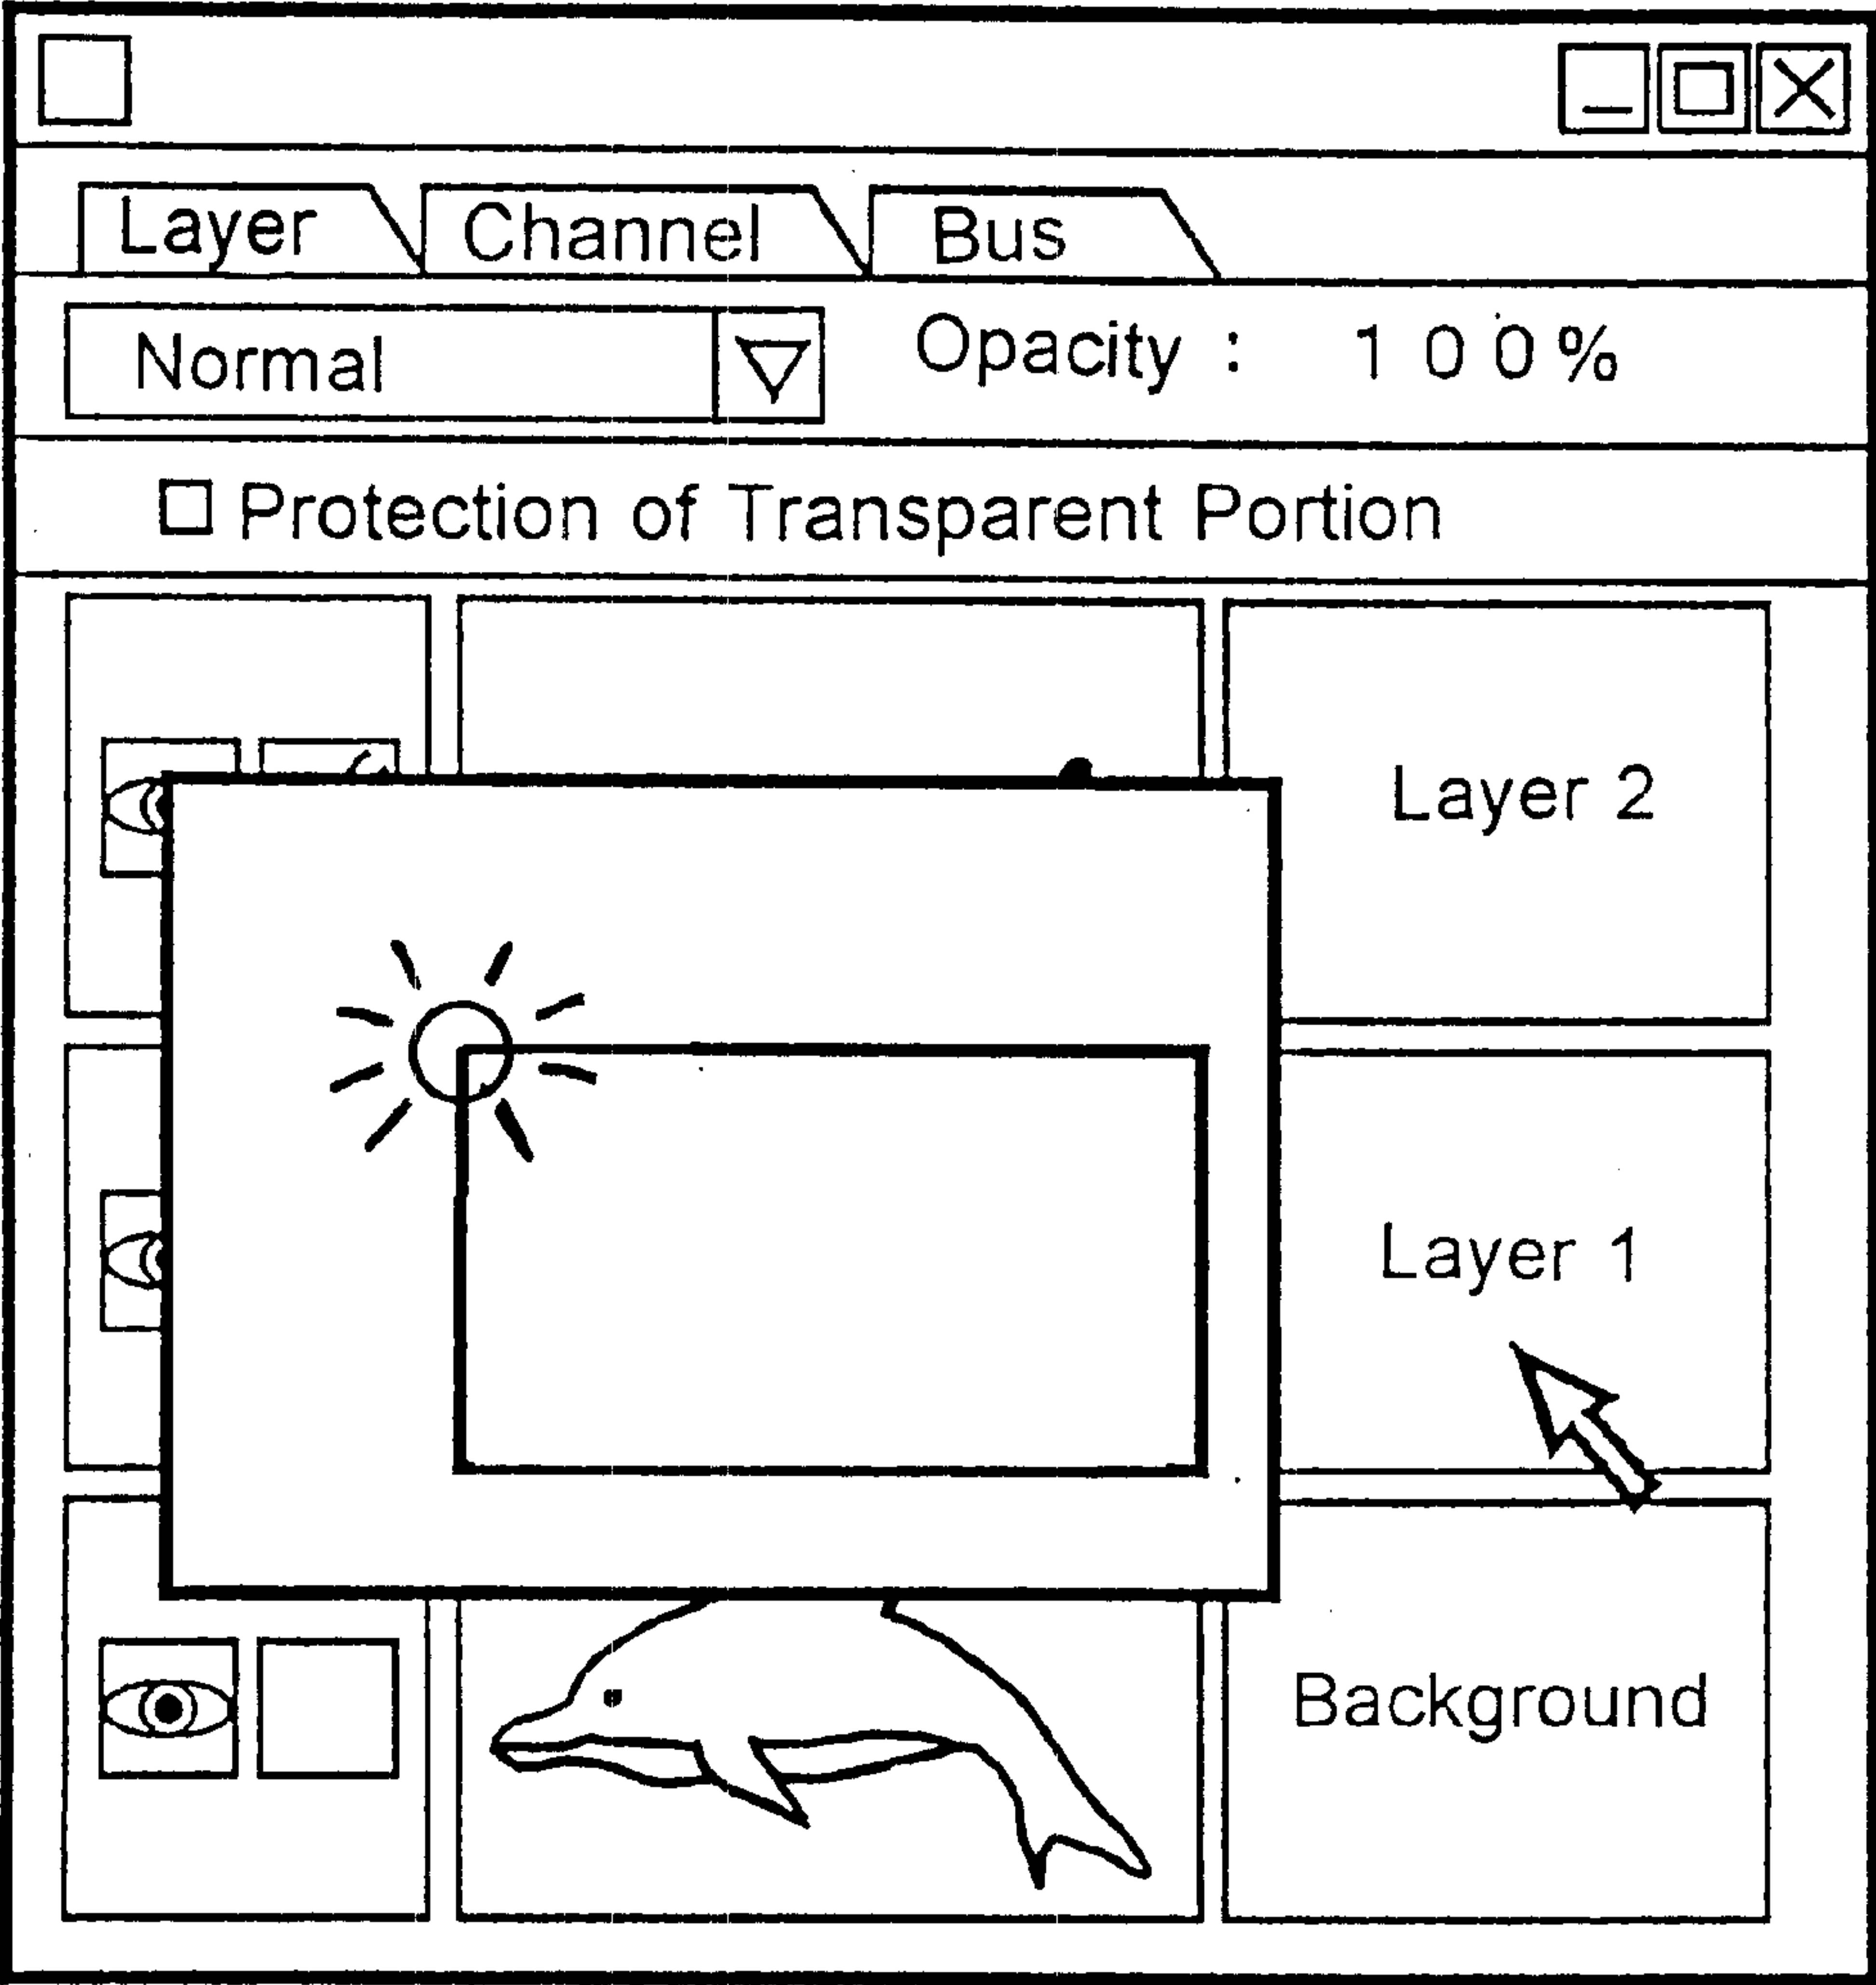 Layer Channel Bus
Normal Opacity : 100%
Protection of Transparent Portion
Layer 2
Layer 1
Background